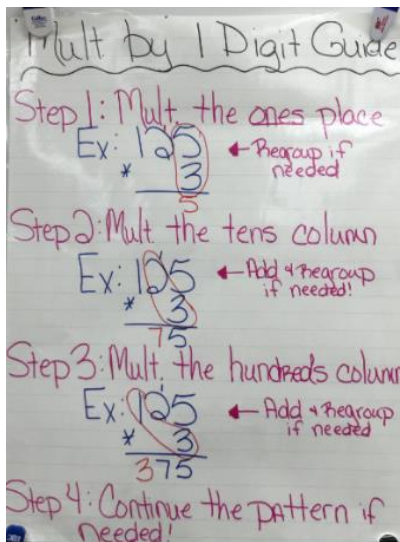 Mult by 1 Digit Guide
Step 1: Mult. the ones place
Ex: 125
← Regroup if
needed
* 3
5
Step 2: Mult the tens column
Ex: 125
← Add & Regroup
if needed!
* 3
75
Step 3: Mult. the hundred's column
Ex: 125
← Add & Regroup
if needed
* 3
375
Step 4: Continue the pattern if
needed!